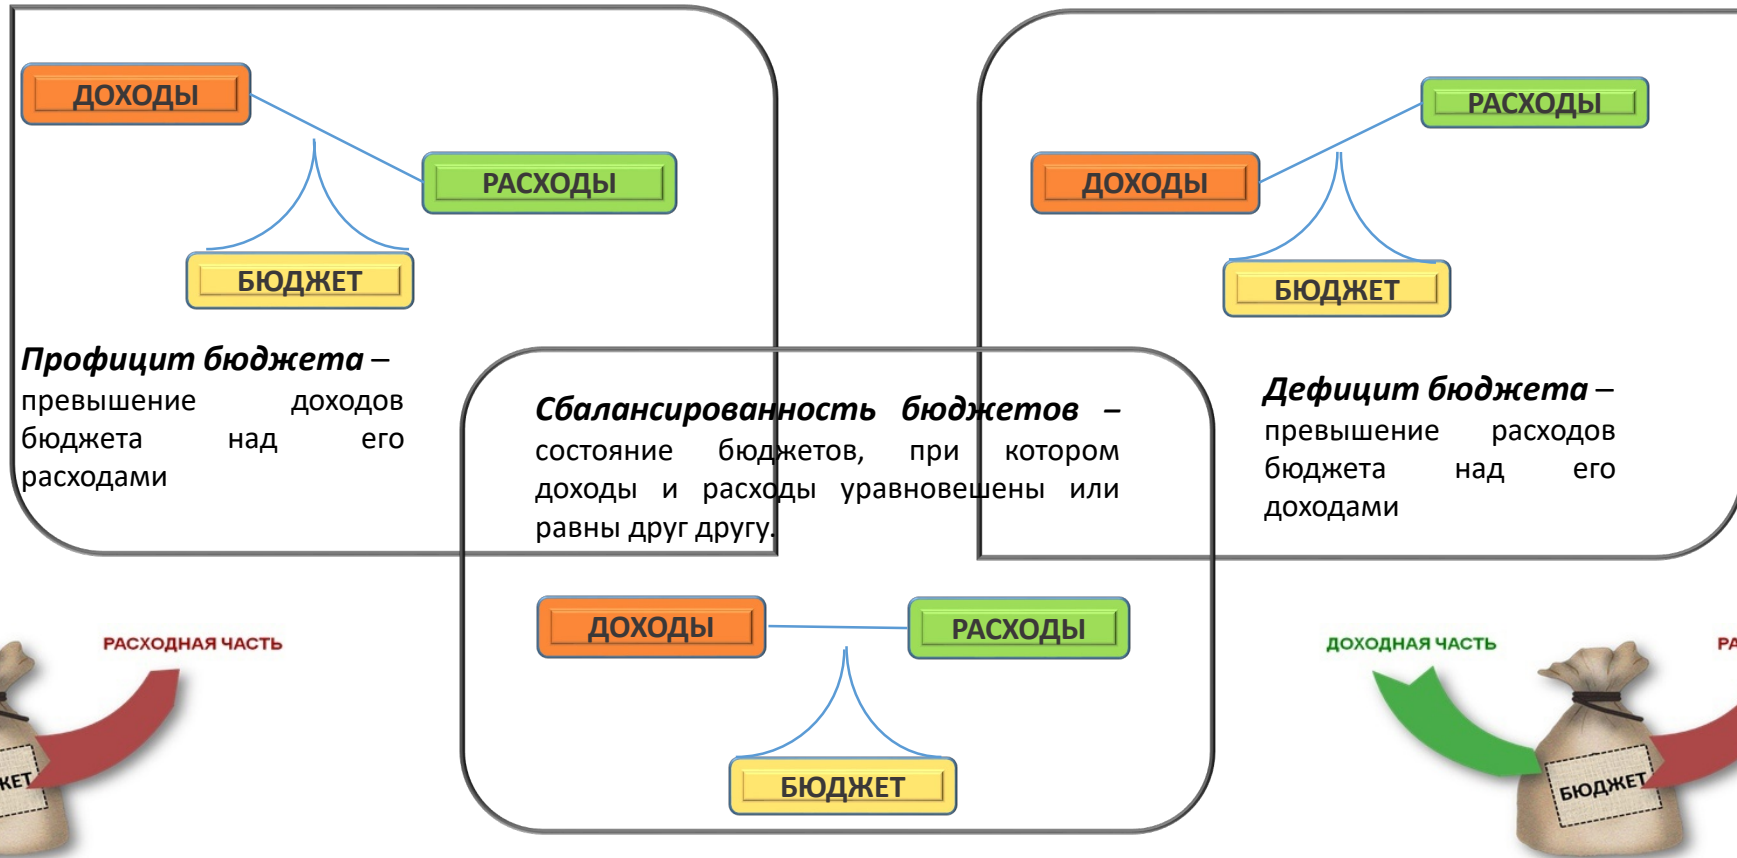 ДОХОДЫ
РАСХОДЫ
БЮДЖЕТ
Профицит бюджета –
превышение доходов
бюджета над его
расходами
РАСХОДЫ
ДОХОДЫ
БЮДЖЕТ
Дефицит бюджета –
превышение расходов
бюджета над его
доходами
Сбалансированность бюджетов –
состояние бюджетов, при котором
доходы и расходы уравновешены или
равны друг другу.
ДОХОДЫ
РАСХОДЫ
БЮДЖЕТ
РАСХОДНАЯ ЧАСТЬ
ДОХОДНАЯ ЧАСТЬ
БЮДЖЕТ